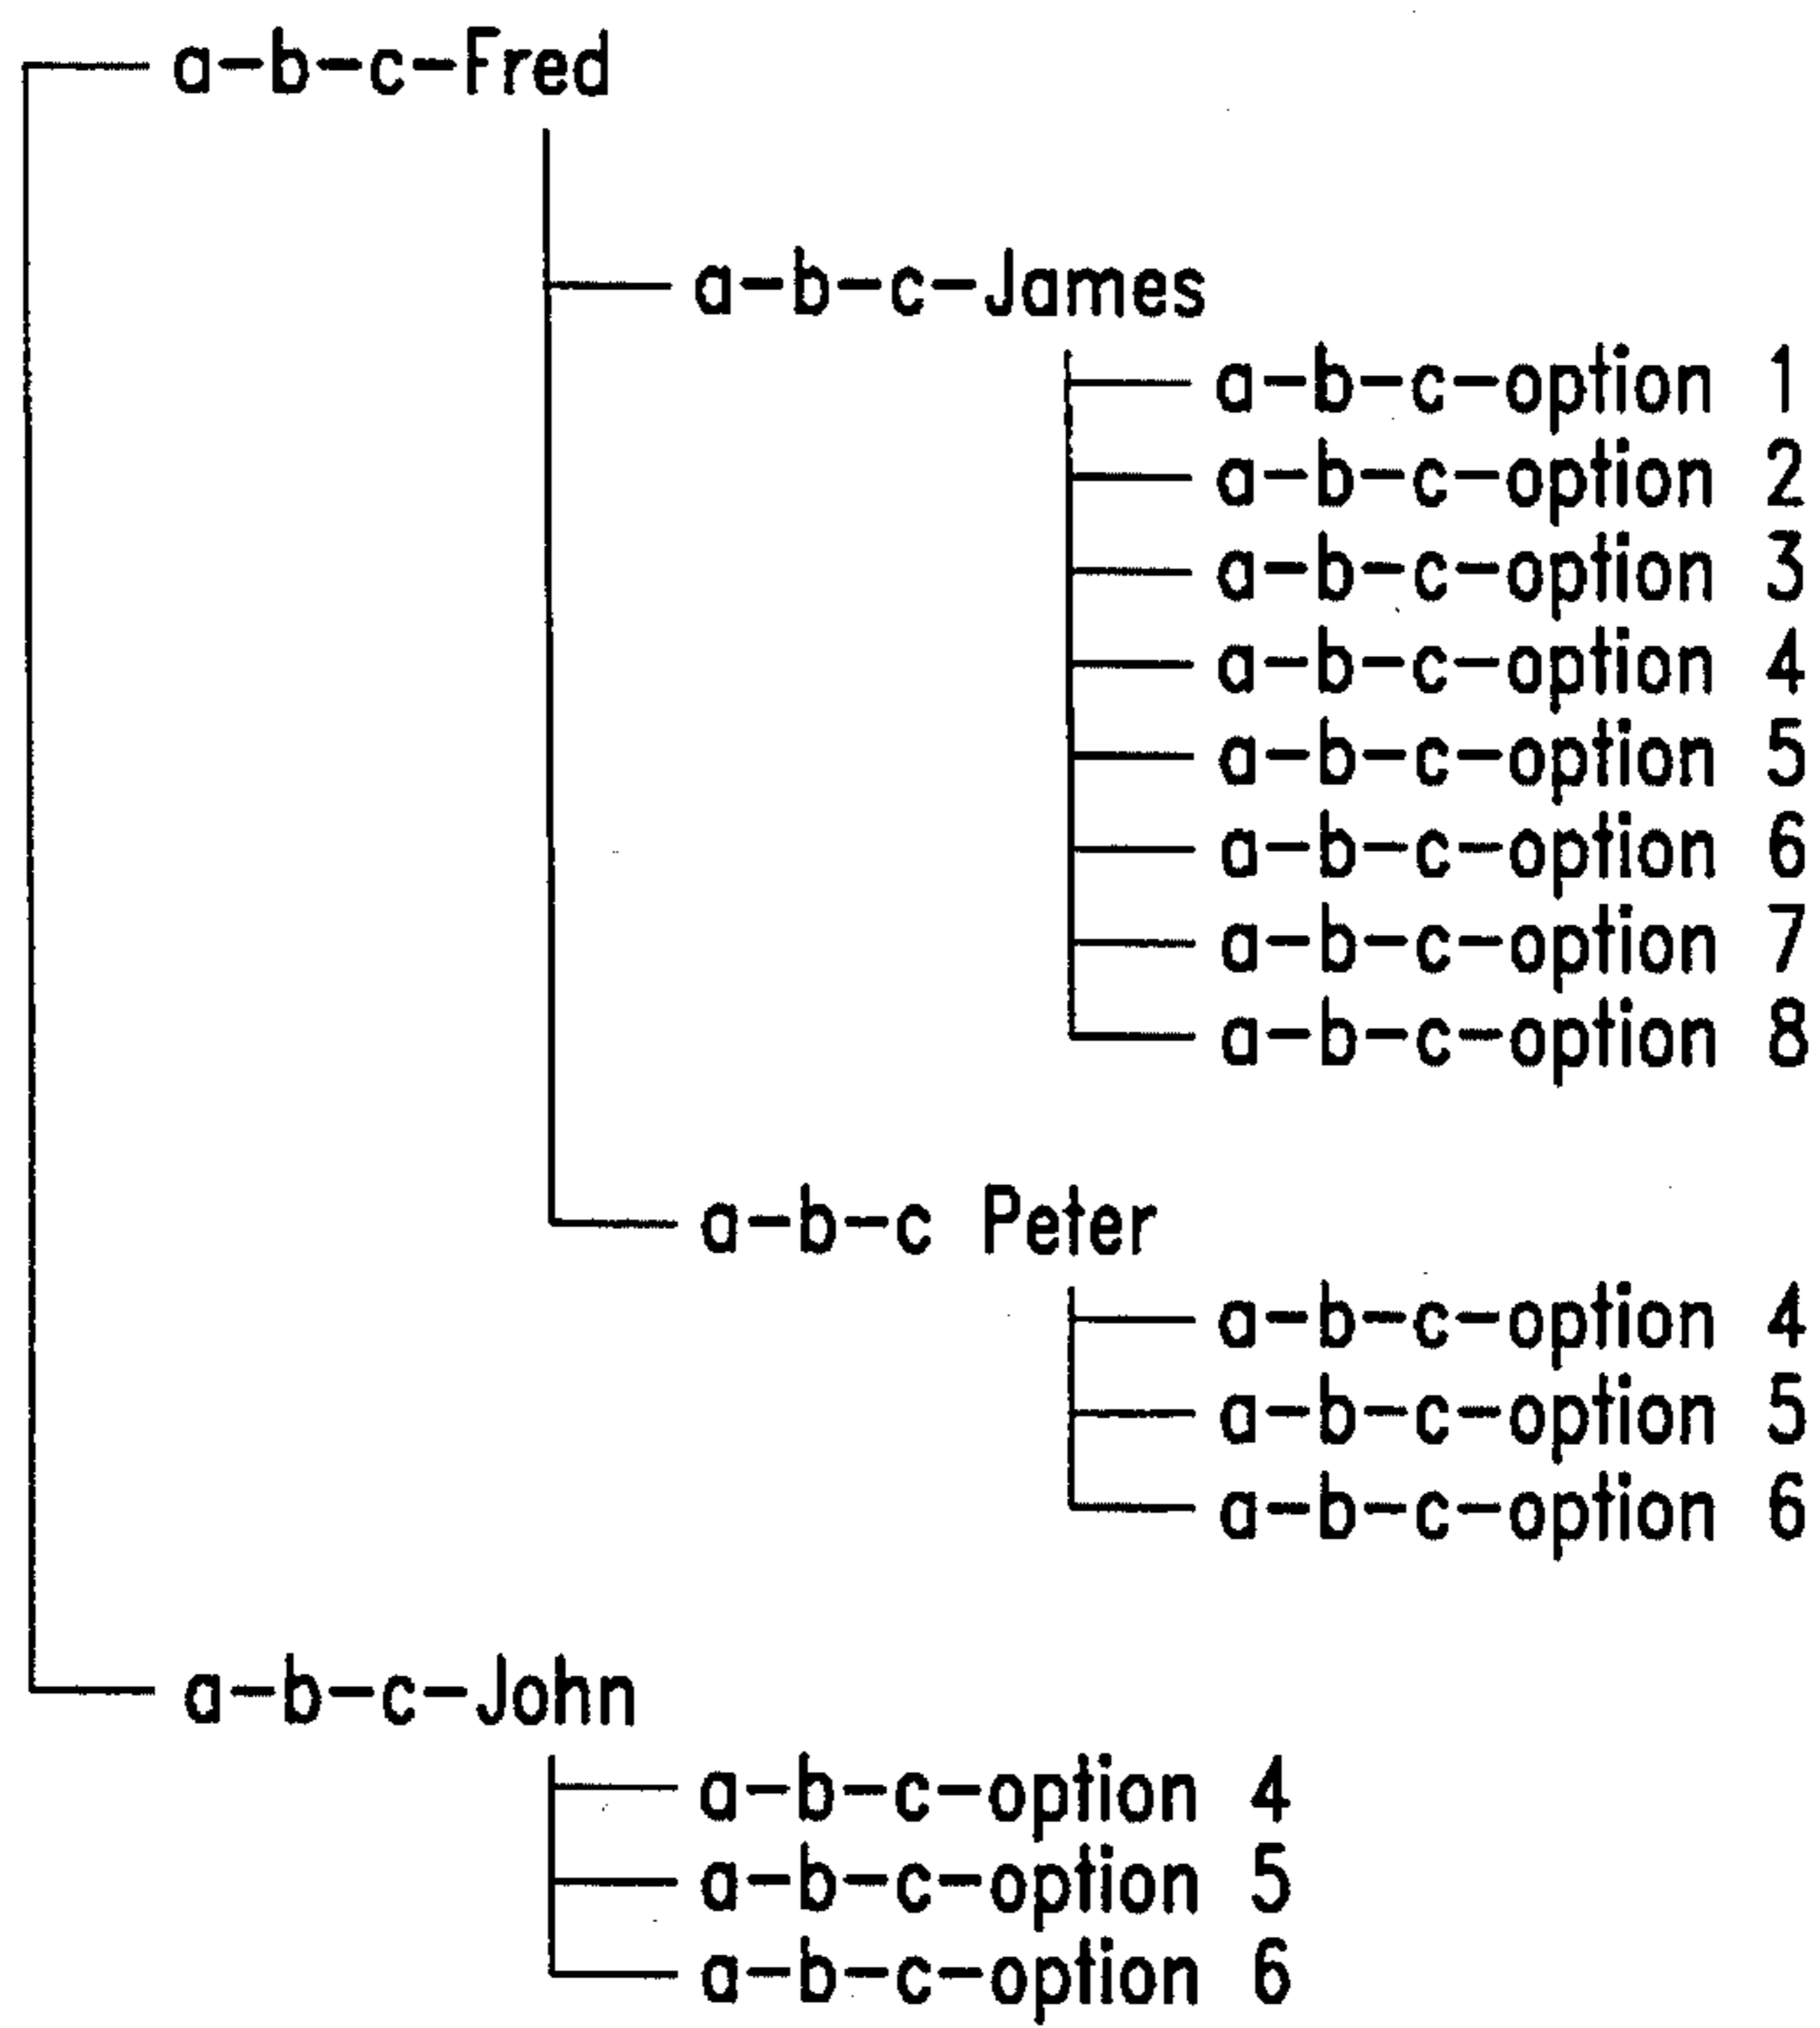 a-b-c-Fred
a-b-c-James
a-b-c-option 1
a-b-c-option 2
a-b-c-option 3
a-b-c-option 4
a-b-c-option 5
a-b-c-option 6
a-b-c-option 7
a-b-c-option 8
a-b-c Peter
a-b-c-option 4
a-b-c-option 5
a-b-c-option 6
a-b-c-John
a-b-c-option 4
a-b-c-option 5
a-b-c-option 6